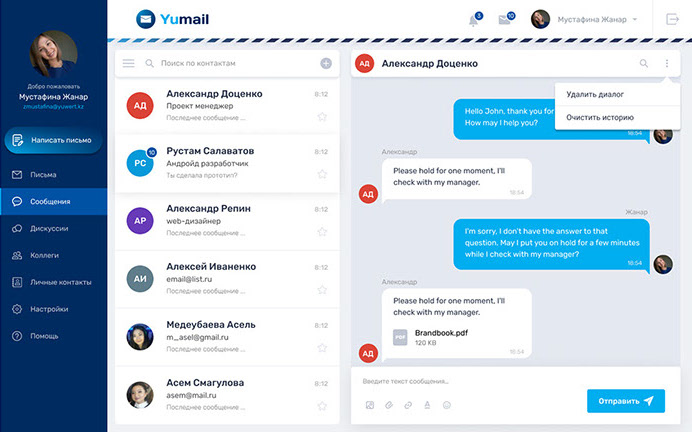 Yumail
3
10
Мустафина Жанар
Добро пожаловать
Мустафина Жанар
zmustafina@yuwert.kz
Написать письмо
Письма
Сообщения
Дискуссии
Коллеги
Личные контакты
Настройки
Помощь
Поиск по контактам
АД
Александр Доценко
8:12
Проект менеджер
Последнее сообщение ...
РС
10
Рустам Салаватов
8:12
Андройд разработчик
Ты сделала прототип?
АР
Александр Репин
8:12
web-дизайнер
Последнее сообщение ...
АИ
Алексей Иваненко
8:12
email@list.ru
Последнее сообщение ...
Медеубаева Асель
8:12
m_asel@gmail.ru
Последнее сообщение ...
Асем Смагулова
8:12
asem@mail.ru
Последнее сообщение ...
АД
Александр Доценко
Удалить диалог
Очистить историю
Hello John, thank you for
How may I help you?
18:54
Александр
Please hold for one moment, I'll
check with my manager.
18:54
АД
Жанар
I'm sorry, I don't have the answer to that
question. May I put you on hold for a few minutes
while I check with my manager?
18:54
Александр
Please hold for one moment, I'll
check with my manager.
PDF
Brandbook.pdf
120 KB
18:54
АД
Введите текст сообщения...
Отправить